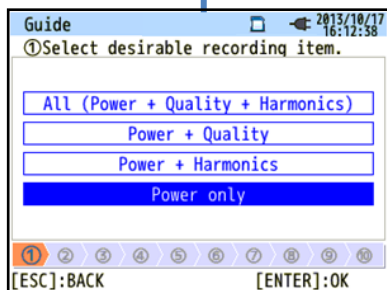 Guide 2013/10/17
16:12:38
①Select desirable recording item.
All (Power + Quality + Harmonics)
Power + Quality
Power + Harmonics
Power only
① ② ③ ④ ⑤ ⑥ ⑦ ⑧ ⑨ ⑩
[ESC]:BACK [ENTER]:OK